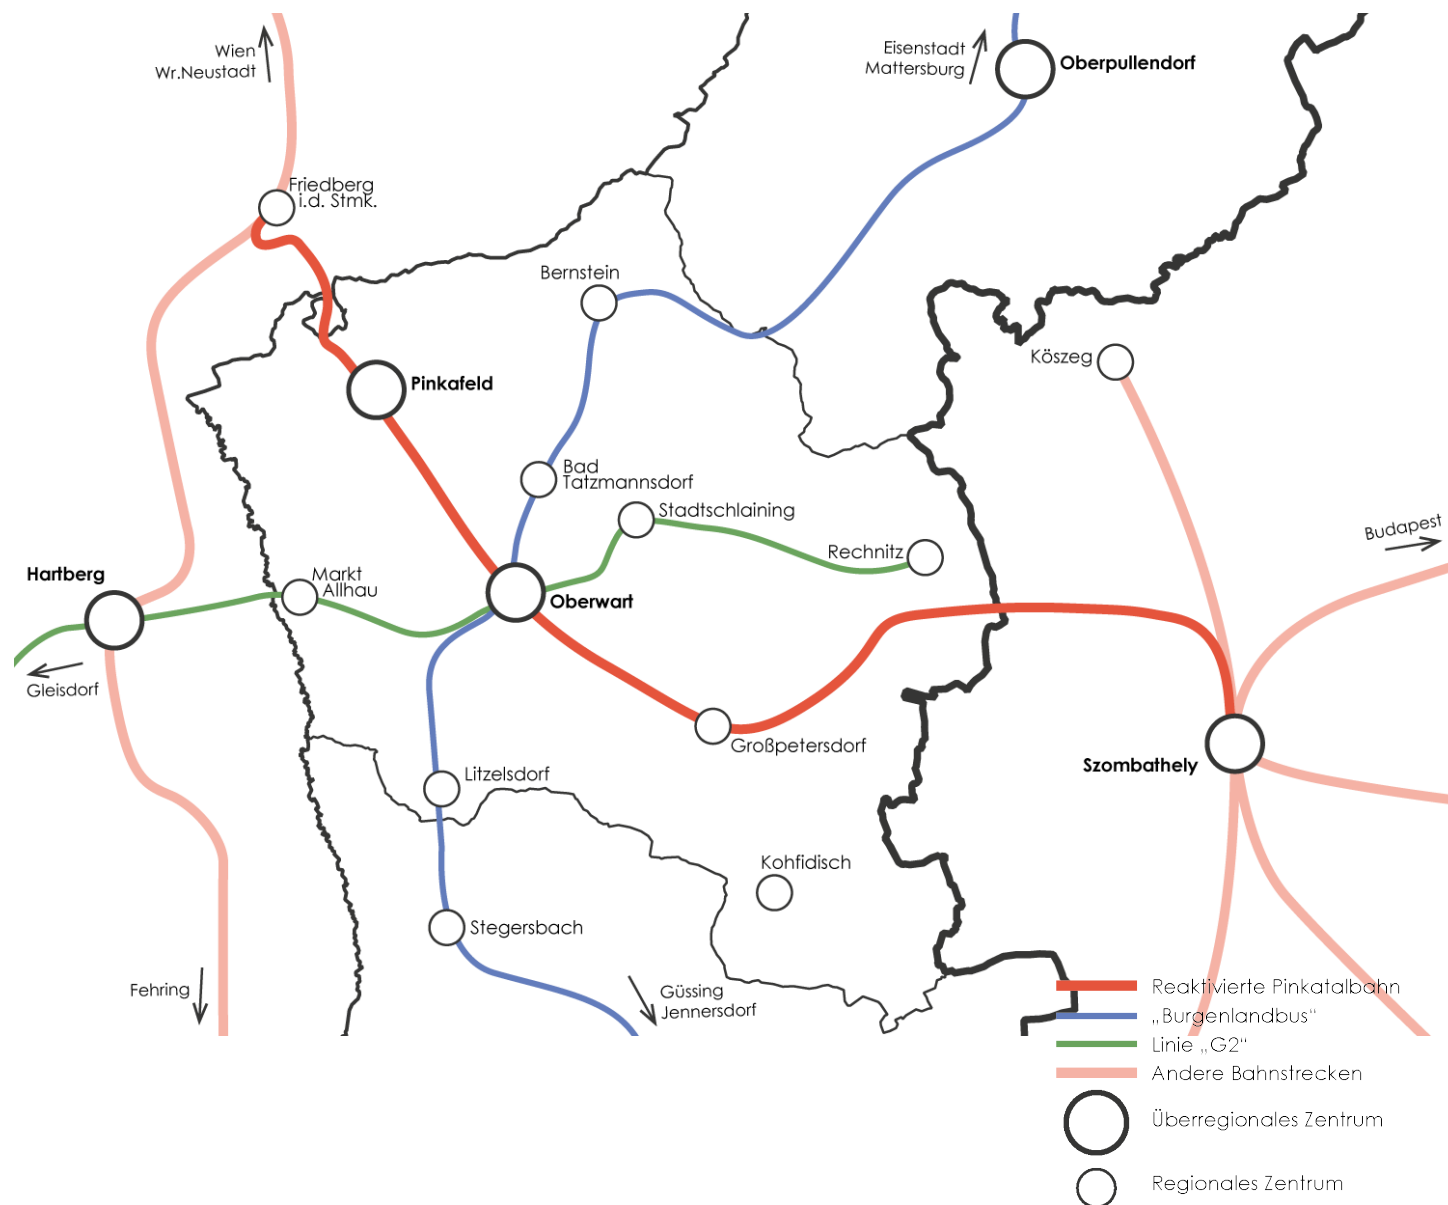 Wien
Wr.Neustadt
Eisenstadt
Mattersburg
Oberpullendorf
Friedberg
i.d. Stmk.
Bernstein
Köszeg
Pinkafeld
Bad
Tatzmannsdorf
Stadtschlaining
Rechnitz
Budapest
Hartberg
Markt
Allhau
Oberwart
Gleisdorf
Großpetersdorf
Szombathely
Litzelsdorf
Kohfidisch
Stegersbach
Fehring
Güssing
Jennersdorf
Reaktivierte Pinkatalbahn
„Burgenlandbus“
Linie „G2“
Andere Bahnstrecken
Überregionales Zentrum
Regionales Zentrum